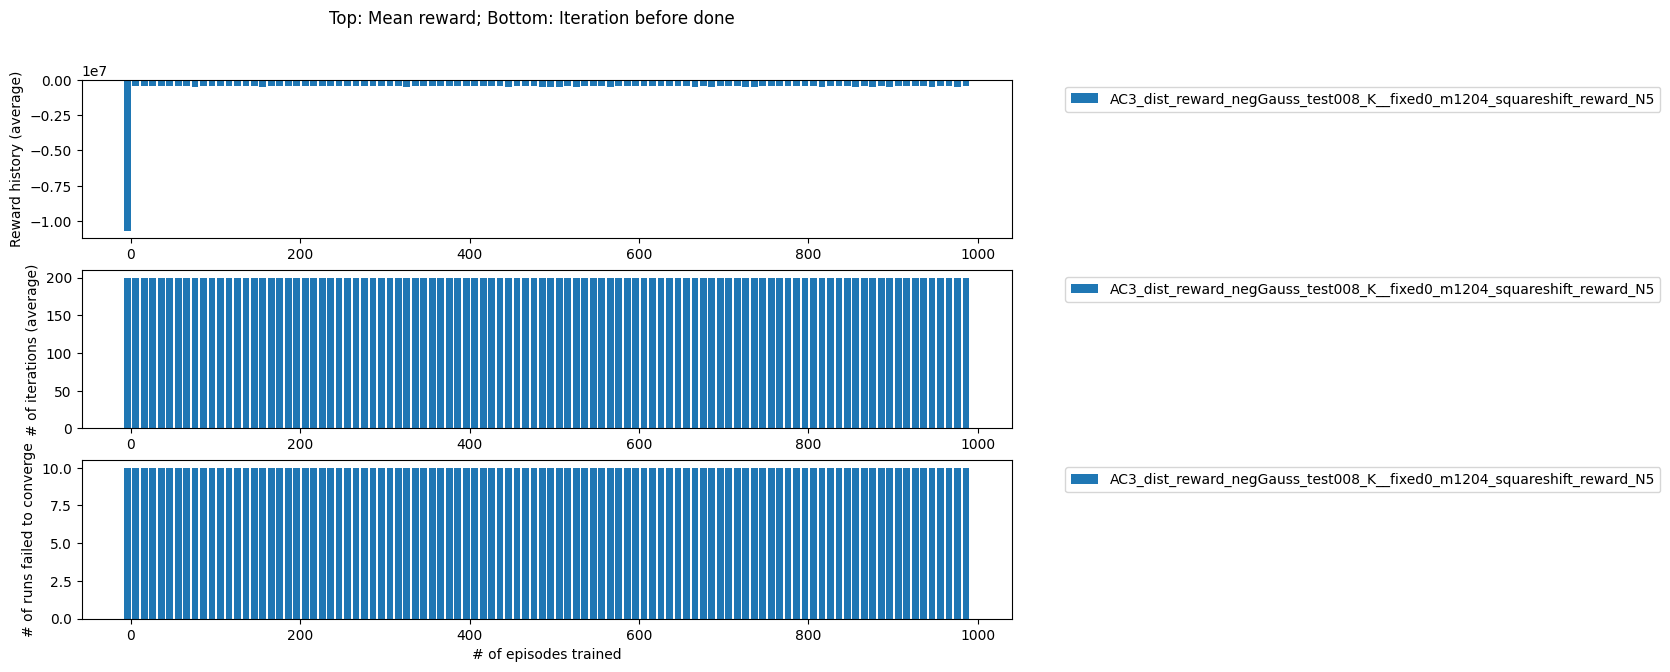 Top: Mean reward; Bottom: Iteration before done
1e7
Reward history (average)
0.00
−0.25
−0.50
−0.75
−1.00
0 200 400 600 800 1000
AC3_dist_reward_negGauss_test008_K__fixed0_m1204_squareshift_reward_N5
# of iterations (average)
200
150
100
50
0
0 200 400 600 800 1000
AC3_dist_reward_negGauss_test008_K__fixed0_m1204_squareshift_reward_N5
# of runs failed to converge
10.0
7.5
5.0
2.5
0.0
0 200 400 600 800 1000
# of episodes trained
AC3_dist_reward_negGauss_test008_K__fixed0_m1204_squareshift_reward_N5